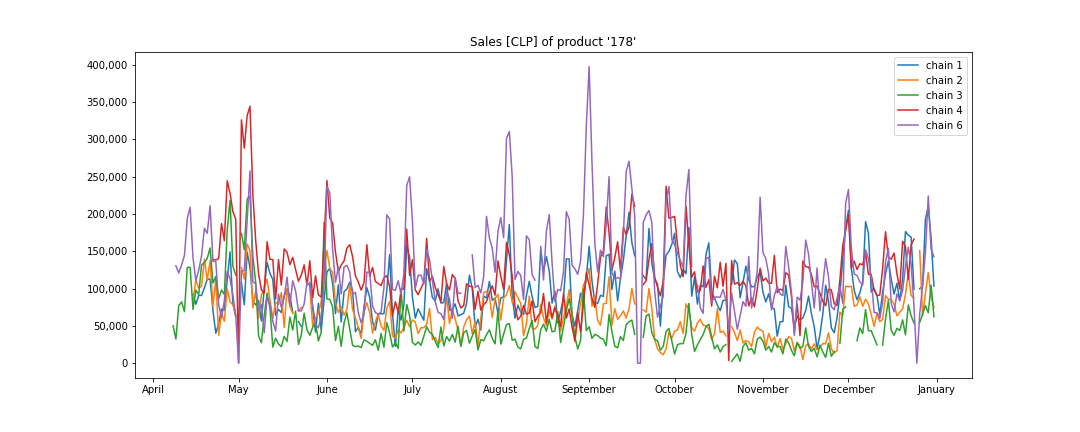 Sales [CLP] of product '178'
400,000
350,000
300,000
250,000
200,000
150,000
100,000
50,000
0
chain 1
chain 2
chain 3
chain 4
chain 6
April May June July August September October November December January